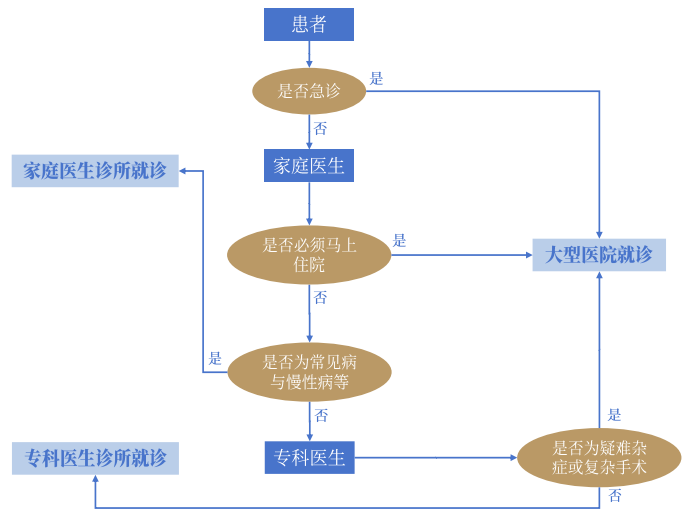 患者
是否急诊
是
否
家庭医生
家庭医生诊所就诊
是否必须马上
住院
是
大型医院就诊
否
是否为常见病
与慢性病等
是
否
专科医生
专科医生诊所就诊
是
是否为疑难杂
症或复杂手术
否